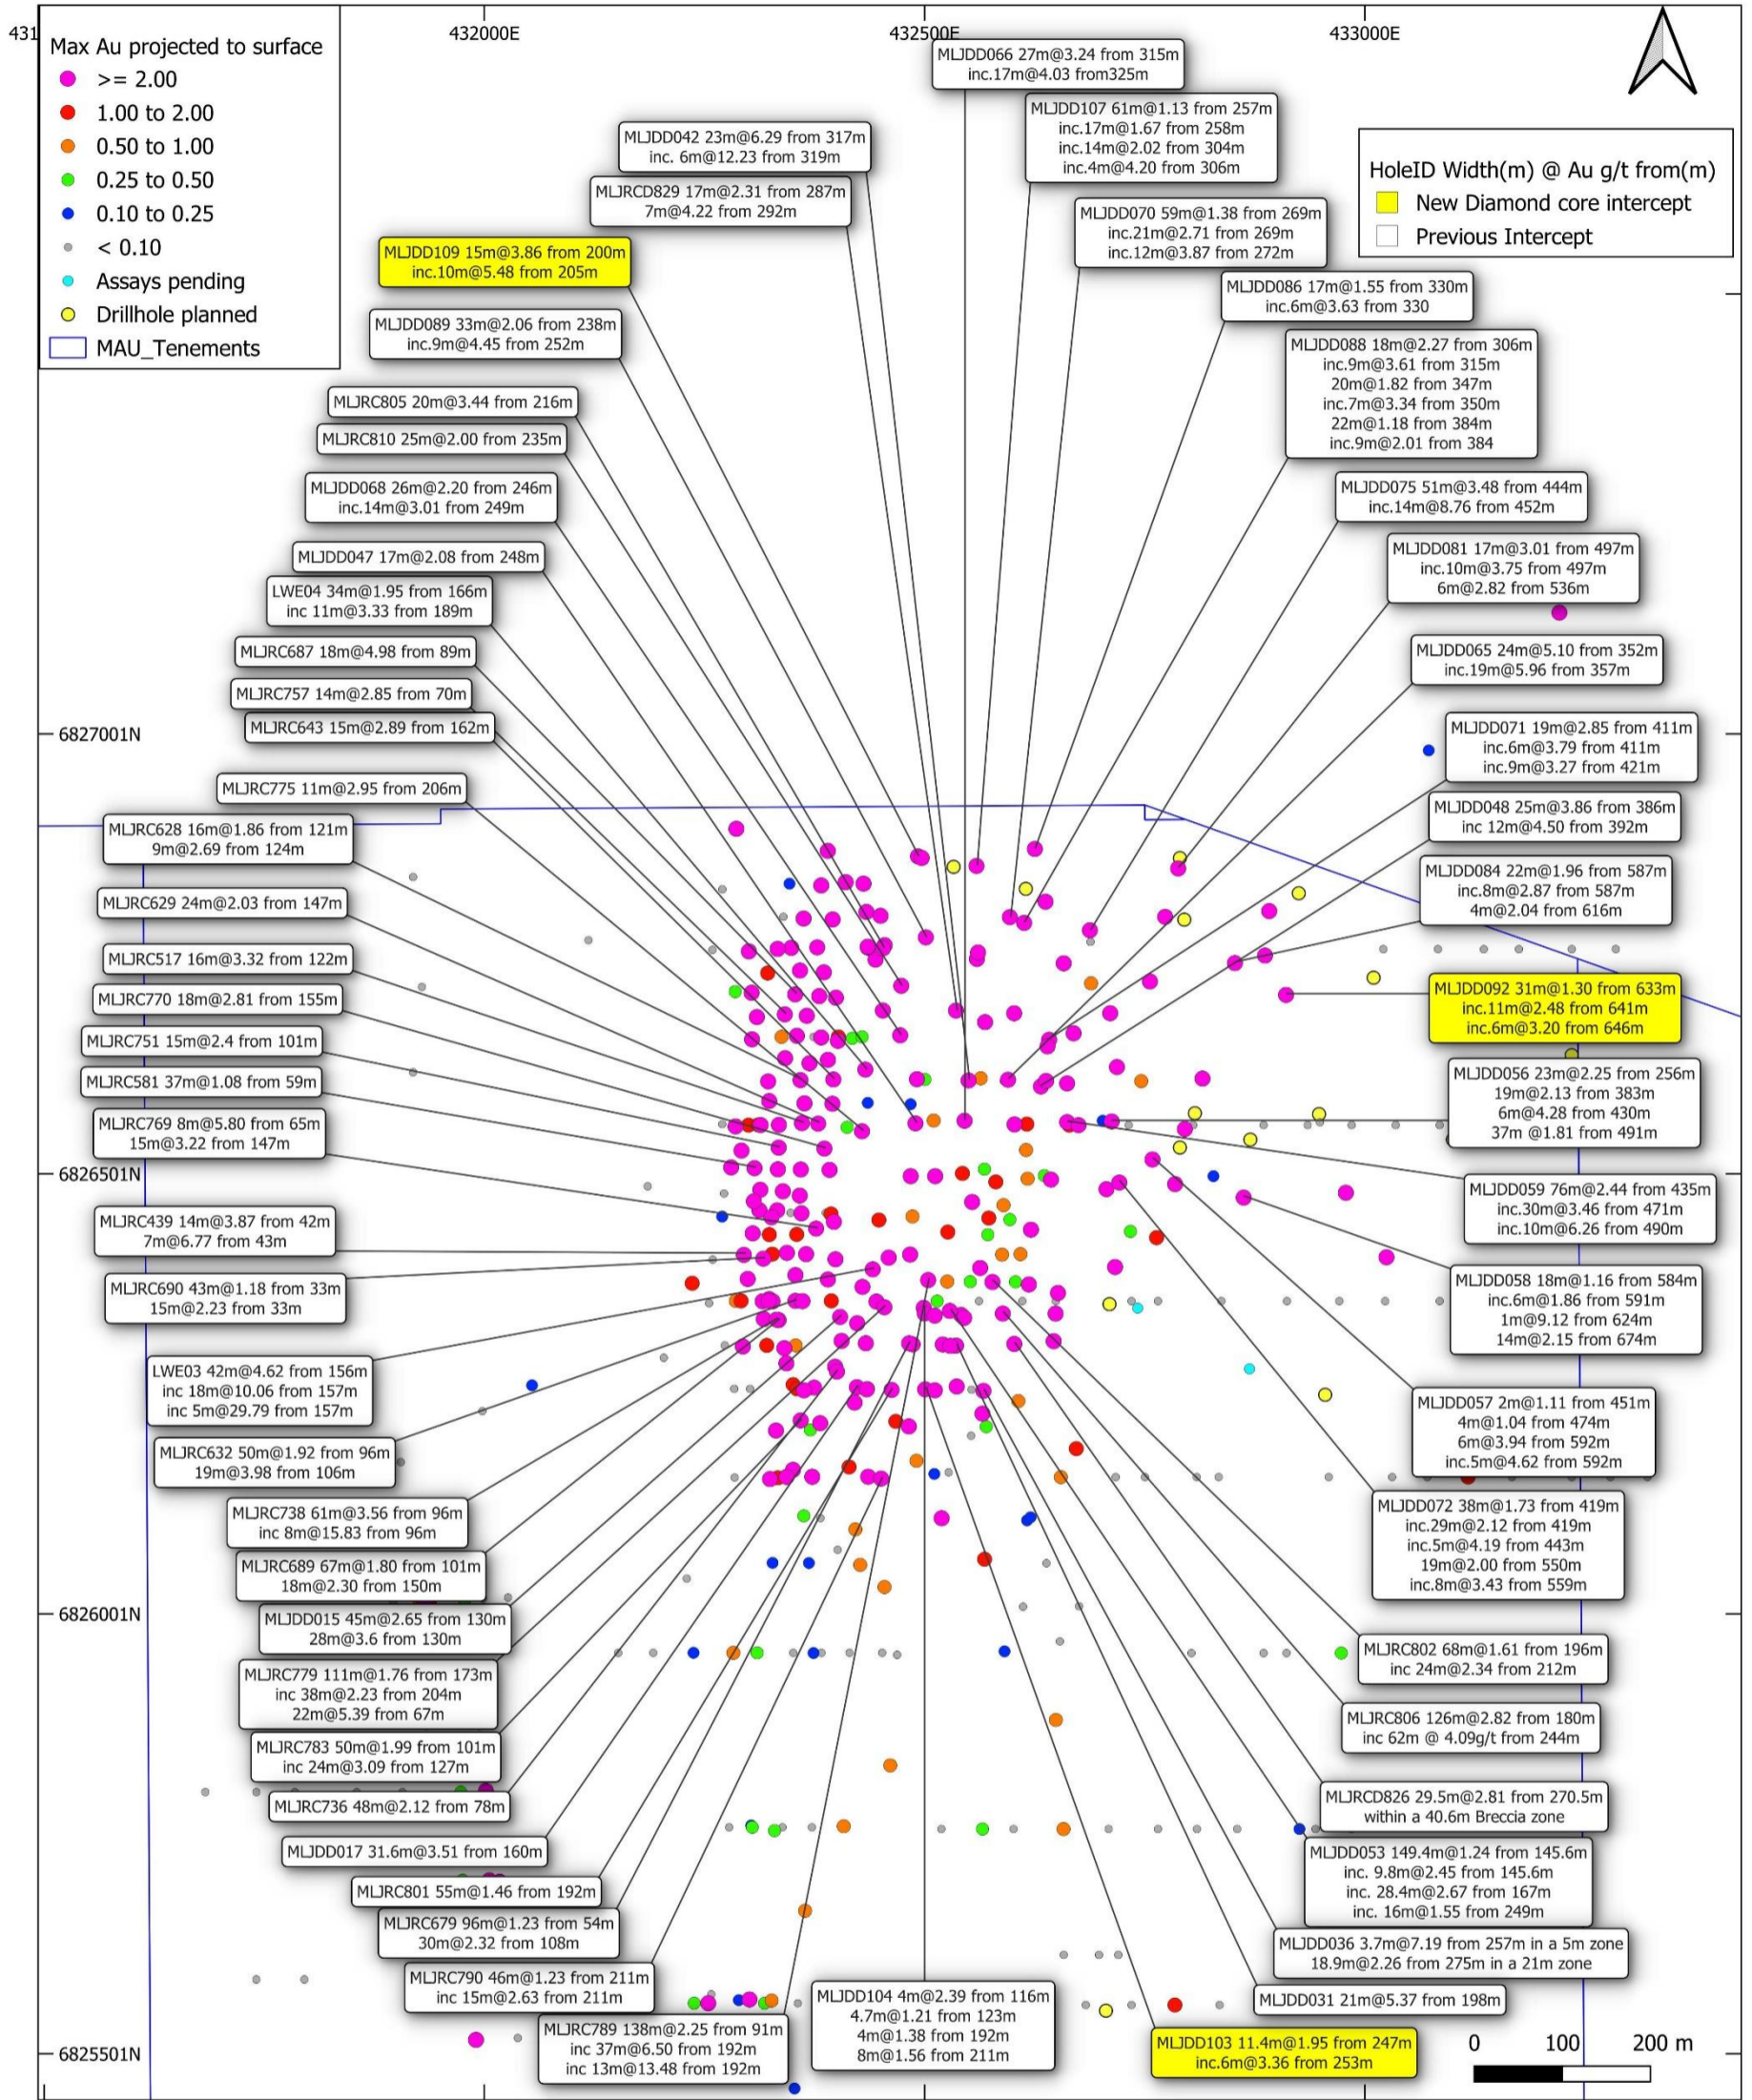 431
432000E
432500E
433000E
Max Au projected to surface
>= 2.00
1.00 to 2.00
0.50 to 1.00
0.25 to 0.50
0.10 to 0.25
< 0.10
Assays pending
Drillhole planned
MAU_Tenements
HoleID Width(m) @ Au g/t from(m)
New Diamond core intercept
Previous Intercept
MLJDD066 27m@3.24 from 315m
inc.17m@4.03 from325m
MLJDD107 61m@1.13 from 257m
inc.17m@1.67 from 258m
inc.14m@2.02 from 304m
inc.4m@4.20 from 306m
MLJDD042 23m@6.29 from 317m
inc. 6m@12.23 from 319m
MLJRCD829 17m@2.31 from 287m
7m@4.22 from 292m
MLJDD070 59m@1.38 from 269m
inc.21m@2.71 from 269m
inc.12m@3.87 from 272m
MLJDD109 15m@3.86 from 200m
inc.10m@5.48 from 205m
MLJDD086 17m@1.55 from 330m
inc.6m@3.63 from 330
MLJDD089 33m@2.06 from 238m
inc.9m@4.45 from 252m
MLJDD088 18m@2.27 from 306m
inc.9m@3.61 from 315m
20m@1.82 from 347m
inc.7m@3.34 from 350m
22m@1.18 from 384m
inc.9m@2.01 from 384
MLJRC805 20m@3.44 from 216m
MLJRC810 25m@2.00 from 235m
MLJDD068 26m@2.20 from 246m
inc.14m@3.01 from 249m
MLJDD075 51m@3.48 from 444m
inc.14m@8.76 from 452m
MLJDD047 17m@2.08 from 248m
MLJDD081 17m@3.01 from 497m
inc.10m@3.75 from 497m
6m@2.82 from 536m
LWE04 34m@1.95 from 166m
inc 11m@3.33 from 189m
MLJRC687 18m@4.98 from 89m
MLJDD065 24m@5.10 from 352m
inc.19m@5.96 from 357m
MLJRC757 14m@2.85 from 70m
MLJRC643 15m@2.89 from 162m
6827001N
MLJDD071 19m@2.85 from 411m
inc.6m@3.79 from 411m
inc.9m@3.27 from 421m
MLJRC775 11m@2.95 from 206m
MLJDD048 25m@3.86 from 386m
inc 12m@4.50 from 392m
MLJRC628 16m@1.86 from 121m
9m@2.69 from 124m
MLJDD084 22m@1.96 from 587m
inc.8m@2.87 from 587m
4m@2.04 from 616m
MLJRC629 24m@2.03 from 147m
MLJRC517 16m@3.32 from 122m
MLJRC770 18m@2.81 from 155m
MLJDD092 31m@1.30 from 633m
inc.11m@2.48 from 641m
inc.6m@3.20 from 646m
MLJRC751 15m@2.4 from 101m
MLJRC581 37m@1.08 from 59m
MLJDD056 23m@2.25 from 256m
19m@2.13 from 383m
6m@4.28 from 430m
37m @1.81 from 491m
MLJRC769 8m@5.80 from 65m
15m@3.22 from 147m
6826501N
MLJDD059 76m@2.44 from 435m
inc.30m@3.46 from 471m
inc.10m@6.26 from 490m
MLJRC439 14m@3.87 from 42m
7m@6.77 from 43m
MLJRC690 43m@1.18 from 33m
15m@2.23 from 33m
MLJDD058 18m@1.16 from 584m
inc.6m@1.86 from 591m
1m@9.12 from 624m
14m@2.15 from 674m
LWE03 42m@4.62 from 156m
inc 18m@10.06 from 157m
inc 5m@29.79 from 157m
MLJDD057 2m@1.11 from 451m
4m@1.04 from 474m
6m@3.94 from 592m
inc.5m@4.62 from 592m
MLJRC632 50m@1.92 from 96m
19m@3.98 from 106m
MLJRC738 61m@3.56 from 96m
inc 8m@15.83 from 96m
MLJDD072 38m@1.73 from 419m
inc.29m@2.12 from 419m
inc.5m@4.19 from 443m
19m@2.00 from 550m
inc.8m@3.43 from 559m
MLJRC689 67m@1.80 from 101m
18m@2.30 from 150m
6826001N
MLJDD015 45m@2.65 from 130m
28m@3.6 from 130m
MLJRC802 68m@1.61 from 196m
inc 24m@2.34 from 212m
MLJRC779 111m@1.76 from 173m
inc 38m@2.23 from 204m
22m@5.39 from 67m
MLJRC806 126m@2.82 from 180m
inc 62m @ 4.09g/t from 244m
MLJRC783 50m@1.99 from 101m
inc 24m@3.09 from 127m
MLJRC736 48m@2.12 from 78m
MLJRCD826 29.5m@2.81 from 270.5m
within a 40.6m Breccia zone
MLJDD017 31.6m@3.51 from 160m
MLJDD053 149.4m@1.24 from 145.6m
inc. 9.8m@2.45 from 145.6m
inc. 28.4m@2.67 from 167m
inc. 16m@1.55 from 249m
MLJRC801 55m@1.46 from 192m
MLJRC679 96m@1.23 from 54m
30m@2.32 from 108m
MLJDD036 3.7m@7.19 from 257m in a 5m zone
18.9m@2.26 from 275m in a 21m zone
MLJRC790 46m@1.23 from 211m
inc 15m@2.63 from 211m
MLJDD104 4m@2.39 from 116m
4.7m@1.21 from 123m
4m@1.38 from 192m
8m@1.56 from 211m
MLJDD031 21m@5.37 from 198m
MLJRC789 138m@2.25 from 91m
inc 37m@6.50 from 192m
inc 13m@13.48 from 192m
MLJDD103 11.4m@1.95 from 247m
inc.6m@3.36 from 253m
6825501N
0 100 200 m